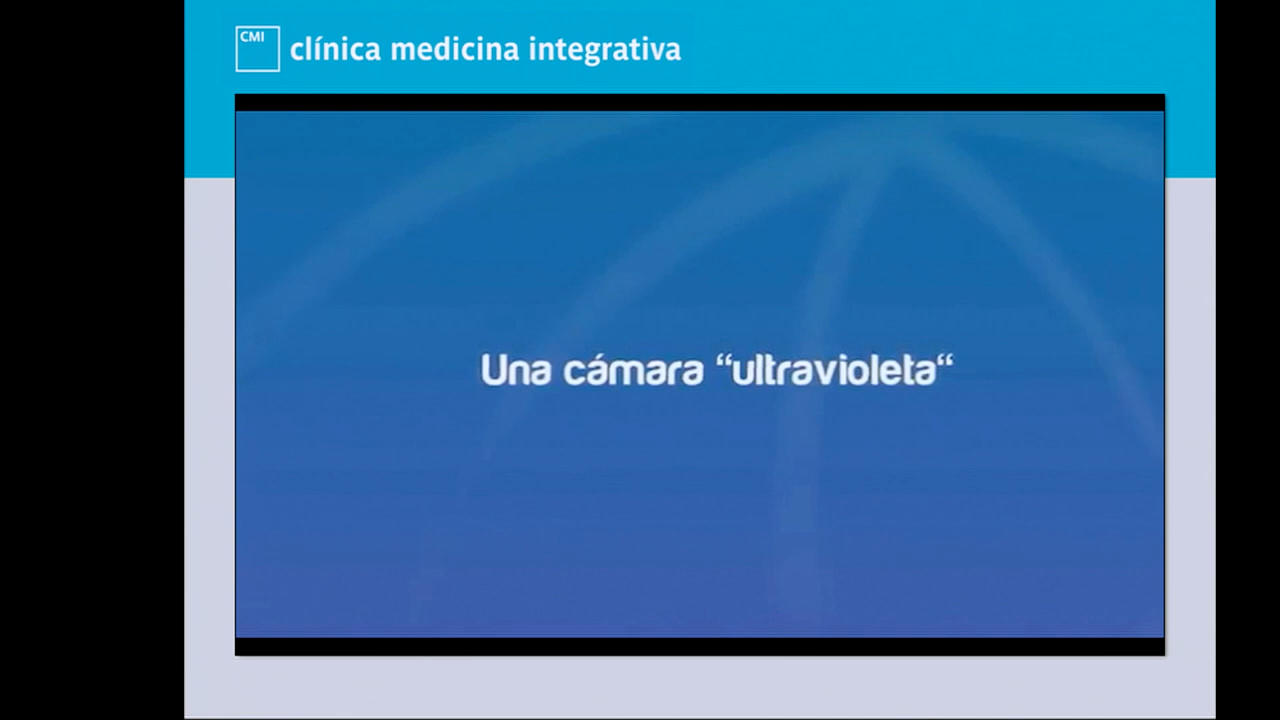 CMI
clínica medicina integrativa
Una cámara “ultravioleta“